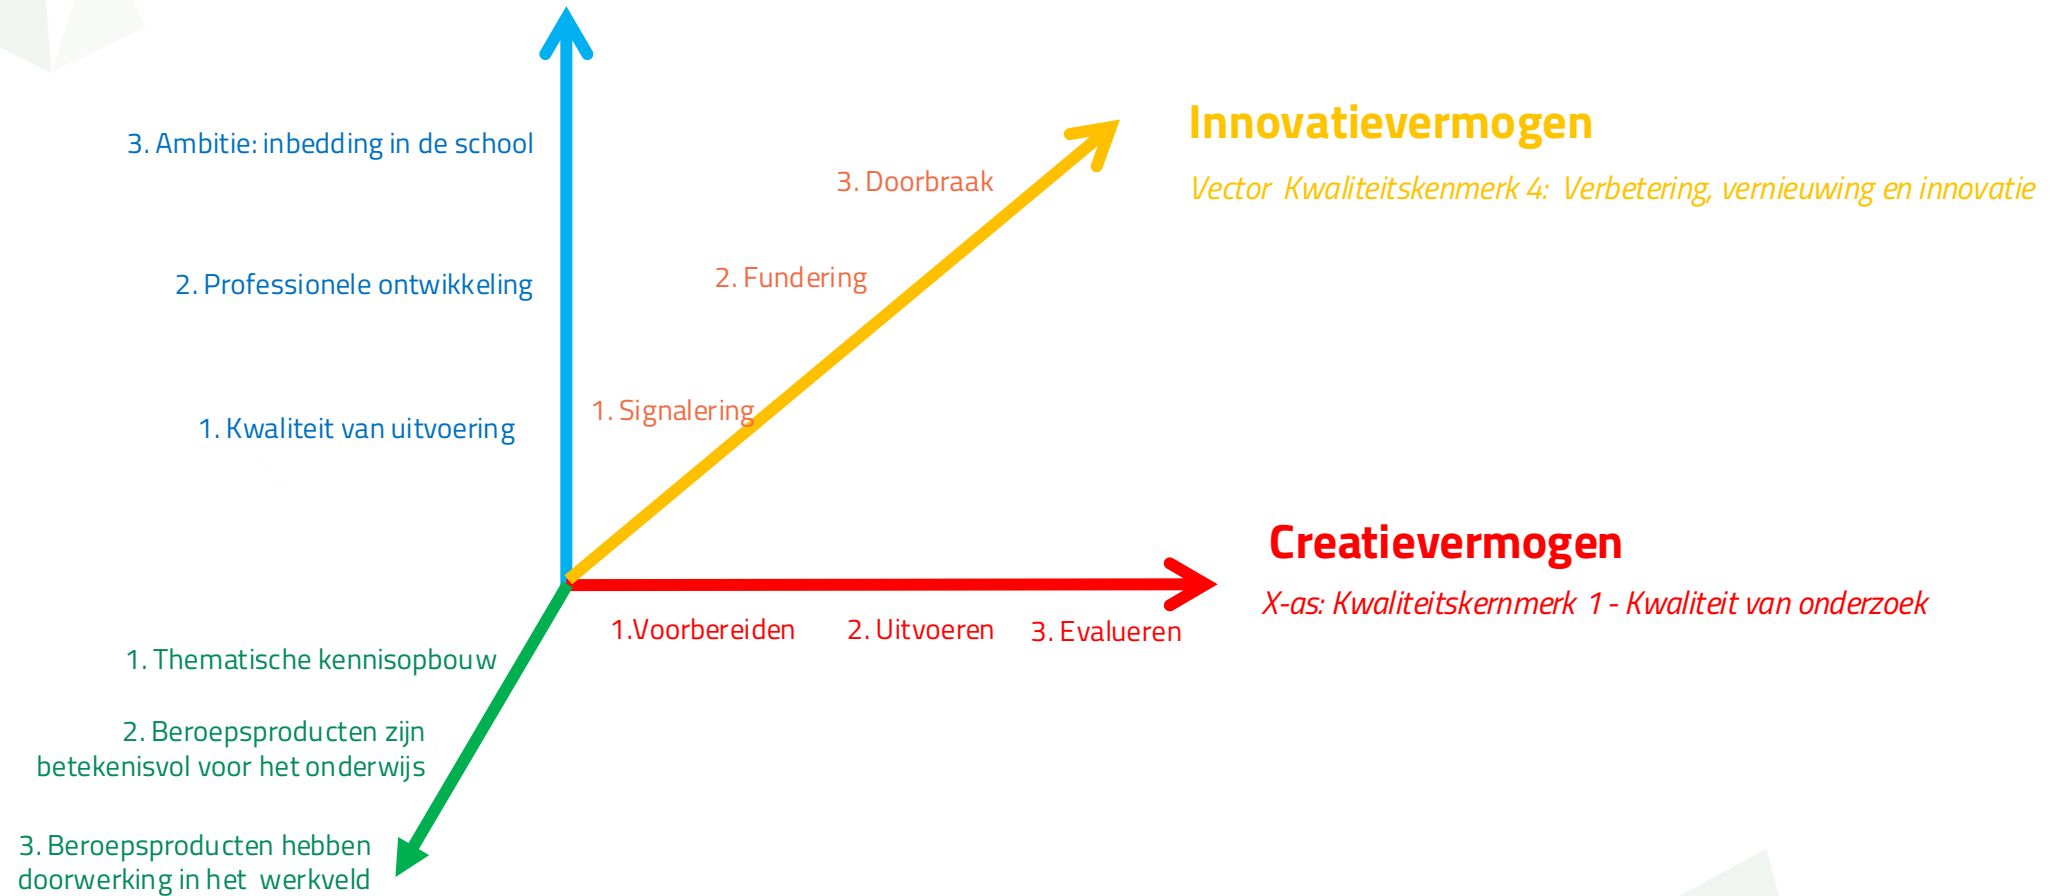 3. Ambitie: inbedding in de school
2. Professionele ontwikkeling
1. Kwaliteit van uitvoering
3. Doorbraak
2. Fundering
1. Signalering
Innovatievermogen
Vector Kwaliteitskenmerk 4: Verbetering, vernieuwing en innovatie
Creatievermogen
X-as: Kwaliteitskernmerk 1 - Kwaliteit van onderzoek
1.Voorbereiden
2. Uitvoeren
3. Evalueren
1. Thematische kennisopbouw
2. Beroepsproducten zijn
betekenisvol voor het onderwijs
3. Beroepsproducten hebben
doorwerking in het werkveld